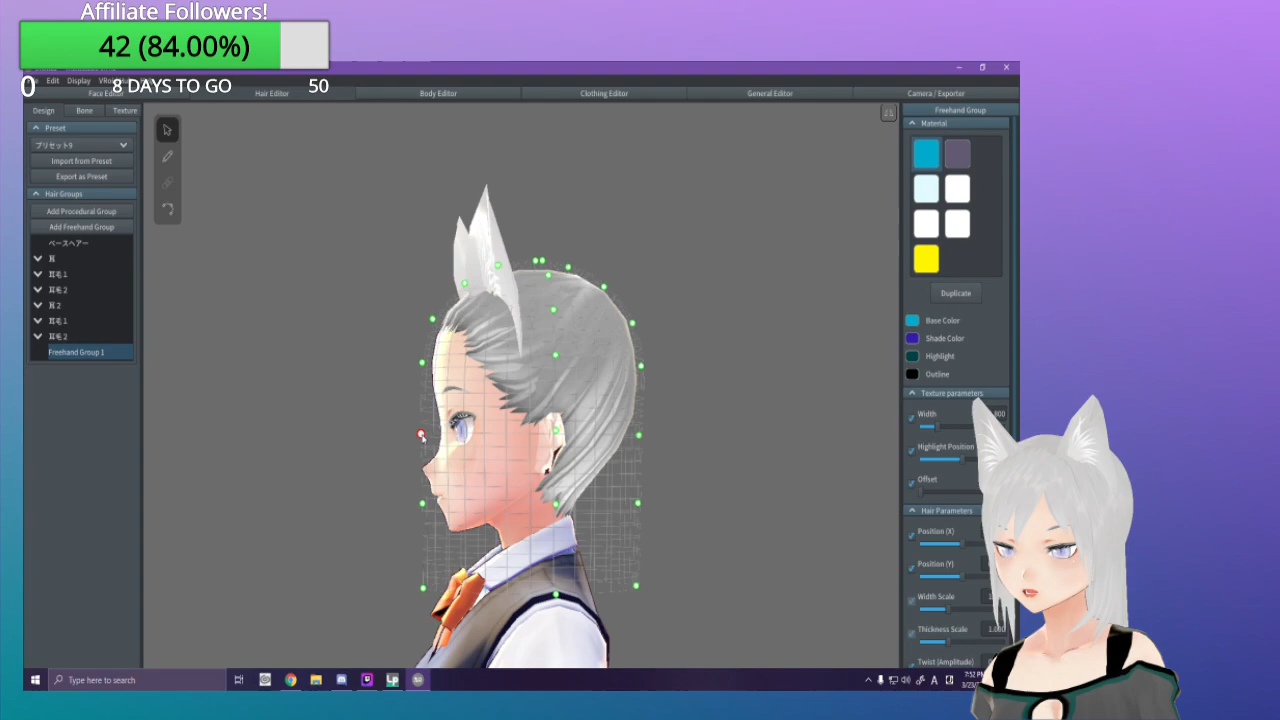 Affiliate Followers!
42 (84.00%)
0
8 DAYS TO GO
50
Edit
Display
Face Editor
Hair Editor
Body Editor
Clothing Editor
General Editor
Camera / Exporter
Design
Bone
Texture
Preset
プリセット9
Import from Preset
Export as Preset
Hair Groups
Add Procedural Group
Add Freehand Group
ベースヘアー
耳
耳毛1
耳毛2
耳2
耳毛1
耳毛2
Freehand Group 1
Freehand Group
Material
Duplicate
Base Color
Shade Color
Highlight
Outline
Texture parameters
Width
Highlight Position
Offset
Hair Parameters
Position (X)
Position (Y)
Width Scale
Thickness Scale
Twist (Amplitude)
Type here to search